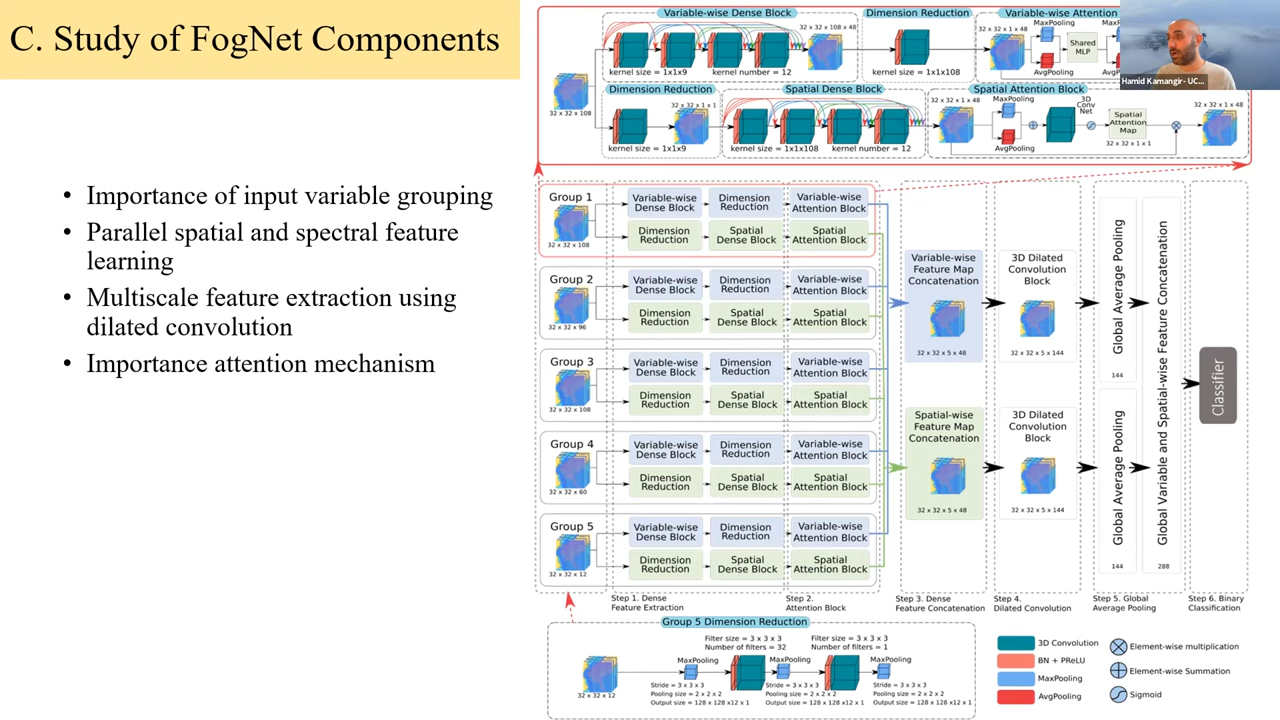 C. Study of FogNet Components
• Importance of input variable grouping
• Parallel spatial and spectral feature
learning
• Multiscale feature extraction using
dilated convolution
• Importance attention mechanism
Variable-wise Dense Block
Dimension Reduction
Variable-wise Attention
Hamid Kamangir- UC...
32 x 32 x 108
kernel size = 1x1x9
kernel number = 12
32 x 32 x 108 x 48
kernel size = 1x1x108
32 x 32 x 1 x 48
MaxPooling
AvgPooling
Shared
MLP
Dimension Reduction
Spatial Dense Block
Spatial Attention Block
kernel size = 1x1x9
32 x 32 x 1 x 1
kernel size = 1x1x108
kernel number = 12
32 x 32 x 1 x 48
MaxPooling
AvgPooling
3D
Conv
Net
Spatial
Attention
Map
32 x 32 x 1 x 1
32 x 32 x 1 x 48
Group 1
32 x 32 x 108
Variable-wise
Dense Block
Dimension
Reduction
Variable-wise
Attention Block
Dimension
Reduction
Spatial
Dense Block
Spatial
Attention Block
Group 2
32 x 32 x 96
Variable-wise
Dense Block
Dimension
Reduction
Variable-wise
Attention Block
Dimension
Reduction
Spatial
Dense Block
Spatial
Attention Block
Group 3
32 x 32 x 108
Variable-wise
Dense Block
Dimension
Reduction
Variable-wise
Attention Block
Dimension
Reduction
Spatial
Dense Block
Spatial
Attention Block
Group 4
32 x 32 x 60
Variable-wise
Dense Block
Dimension
Reduction
Variable-wise
Attention Block
Dimension
Reduction
Spatial
Dense Block
Spatial
Attention Block
Group 5
32 x 32 x 12
Variable-wise
Dense Block
Dimension
Reduction
Variable-wise
Attention Block
Dimension
Reduction
Spatial
Dense Block
Spatial
Attention Block
Variable-wise
Feature Map
Concatenation
32 x 32 x 5 x 48
3D Dilated
Convolution
Block
32 x 32 x 5 x 144
Spatial-wise
Feature Map
Concatenation
32 x 32 x 5 x 48
3D Dilated
Convolution
Block
32 x 32 x 5 x 144
Global Average Pooling
144
Global Average Pooling
144
Global Variable and Spatial-wise Feature Concatenation
288
Classifier
Step 1. Dense
Feature Extraction
Step 2.
Attention Block
Step 3. Dense
Feature Concatenation
Step 4.
Dilated Convolution
Step 5. Global
Average Pooling
Step 6. Binary
Classification
Group 5 Dimension Reduction
32 x 32 x 12
Filter size = 3 x 3 x 3
Number of filters = 32
Filter size = 3 x 3 x 3
Number of filters = 1
MaxPooling
Stride = 3 x 3 x 3
Pooling size = 2 x 2 x 2
Output size = 128 x 128 x12 x 1
MaxPooling
Stride = 3 x 3 x 3
Pooling size = 2 x 2 x 2
Output size = 128 x 128 x12 x 1
MaxPooling
Stride = 3 x 3 x 3
Pooling size = 2 x 2 x 2
Output size = 128 x 128 x12 x 1
3D Convolution
BN + PReLU
MaxPooling
AvgPooling
Element-wise multiplication
Element-wise Summation
Sigmoid